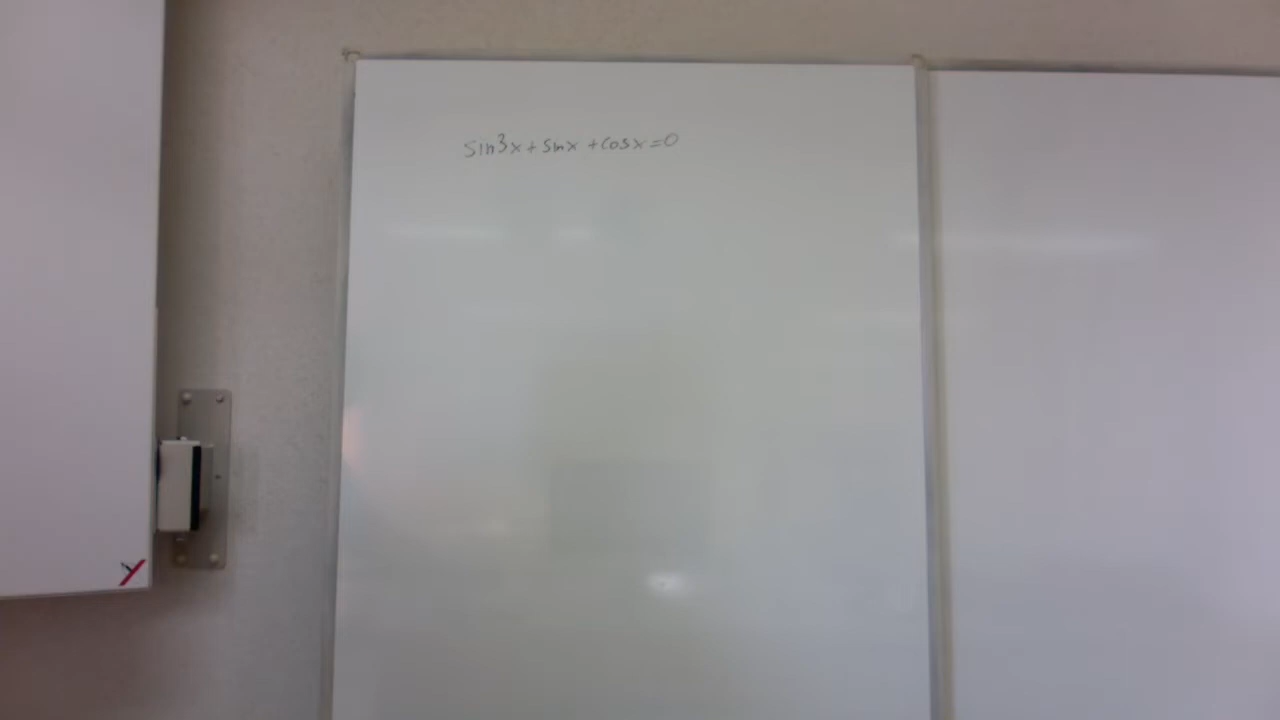 sin³x + sinx + cosx = 0